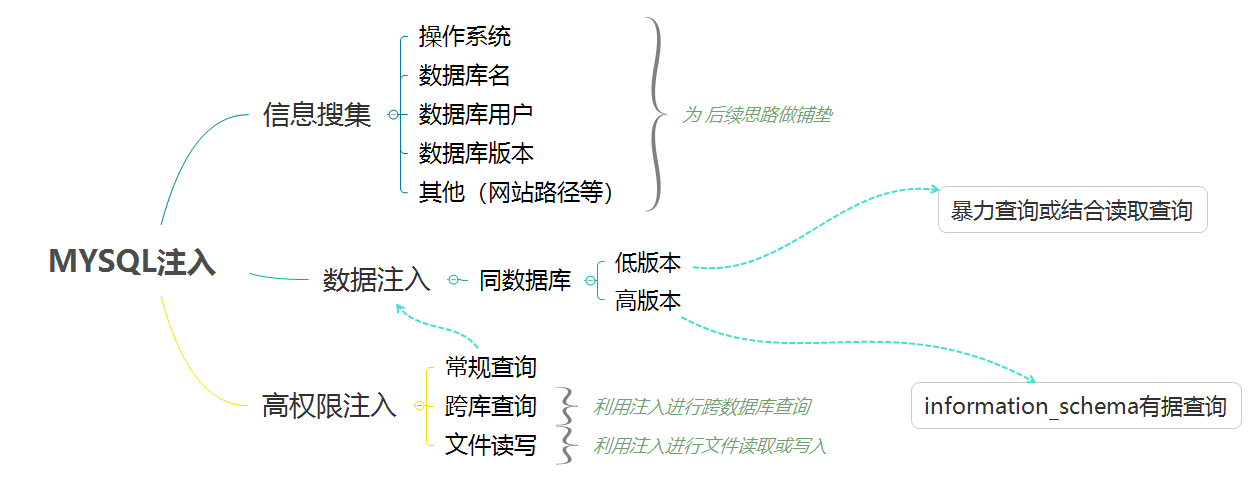 操作系统
数据库名
信息搜集
数据库用户
为 后续思路做铺垫
数据库版本
其他（网站路径等）
暴力查询或结合读取查询
MYSQL注入
数据注入
同数据库
低版本
高版本
常规查询
高权限注入
跨库查询
利用注入进行跨数据库查询
information_schema有据查询
文件读写
利用注入进行文件读取或写入